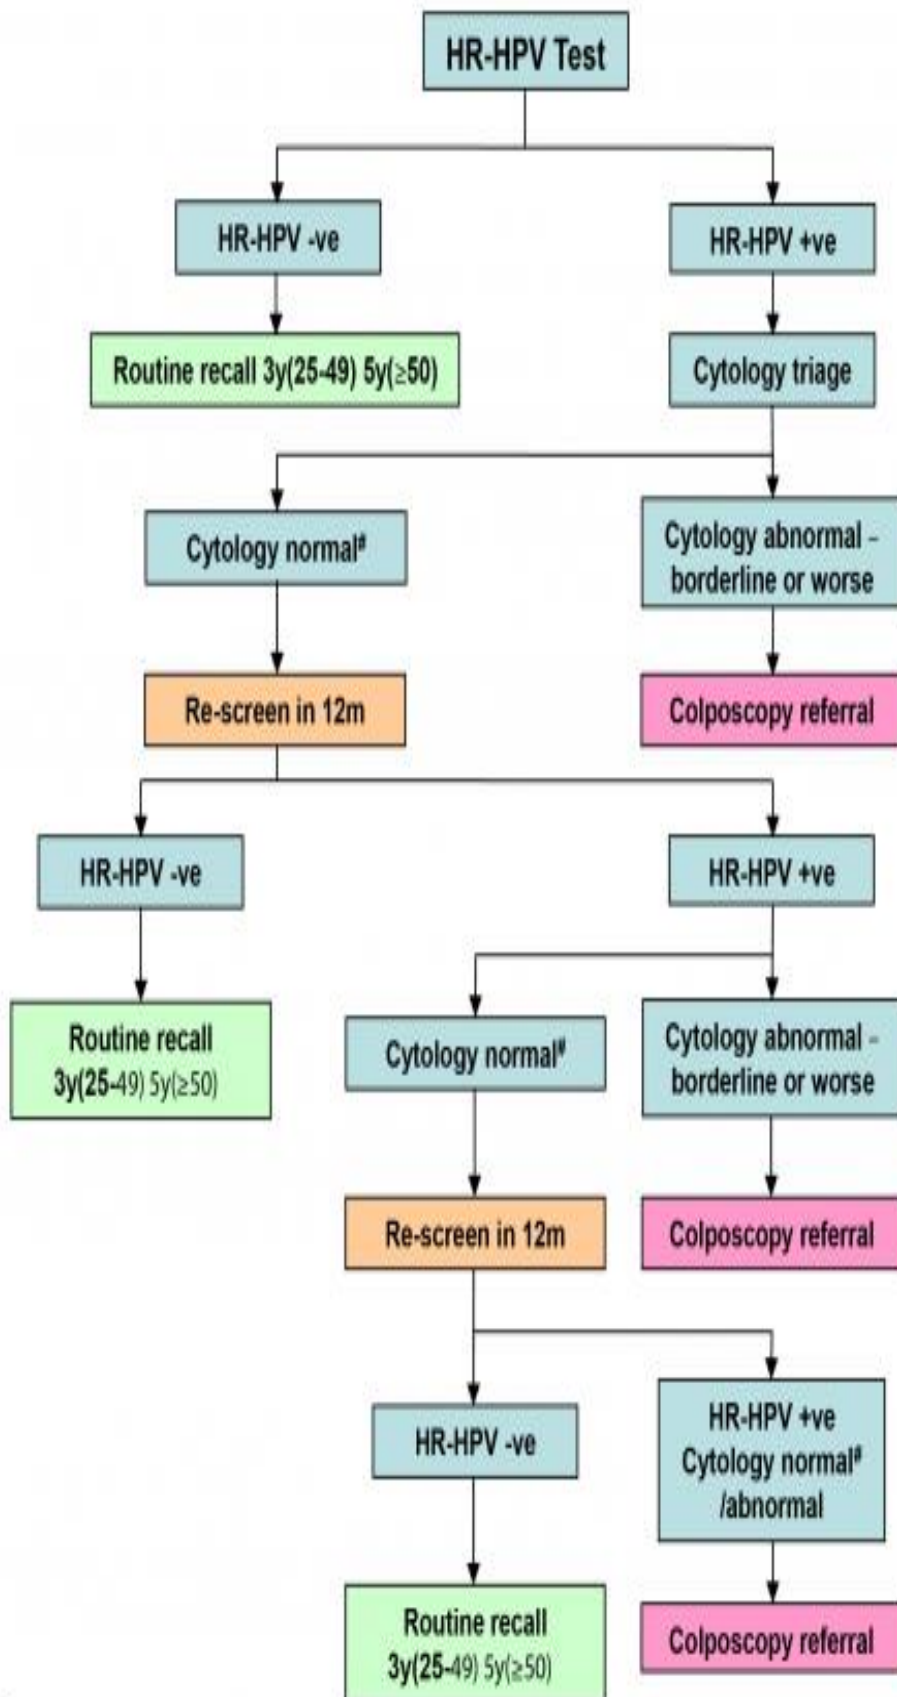 HR-HPV Test
HR-HPV -ve
HR-HPV +ve
Routine recall 3y(25-49) 5y(≥50)
Cytology triage
Cytology normal#
Cytology abnormal –
borderline or worse
Re-screen in 12m
Colposcopy referral
HR-HPV -ve
HR-HPV +ve
Routine recall
3y(25-49) 5y(≥50)
Cytology normal#
Cytology abnormal –
borderline or worse
Re-screen in 12m
Colposcopy referral
HR-HPV -ve
HR-HPV +ve
Cytology normal#
/abnormal
Routine recall
3y(25-49) 5y(≥50)
Colposcopy referral